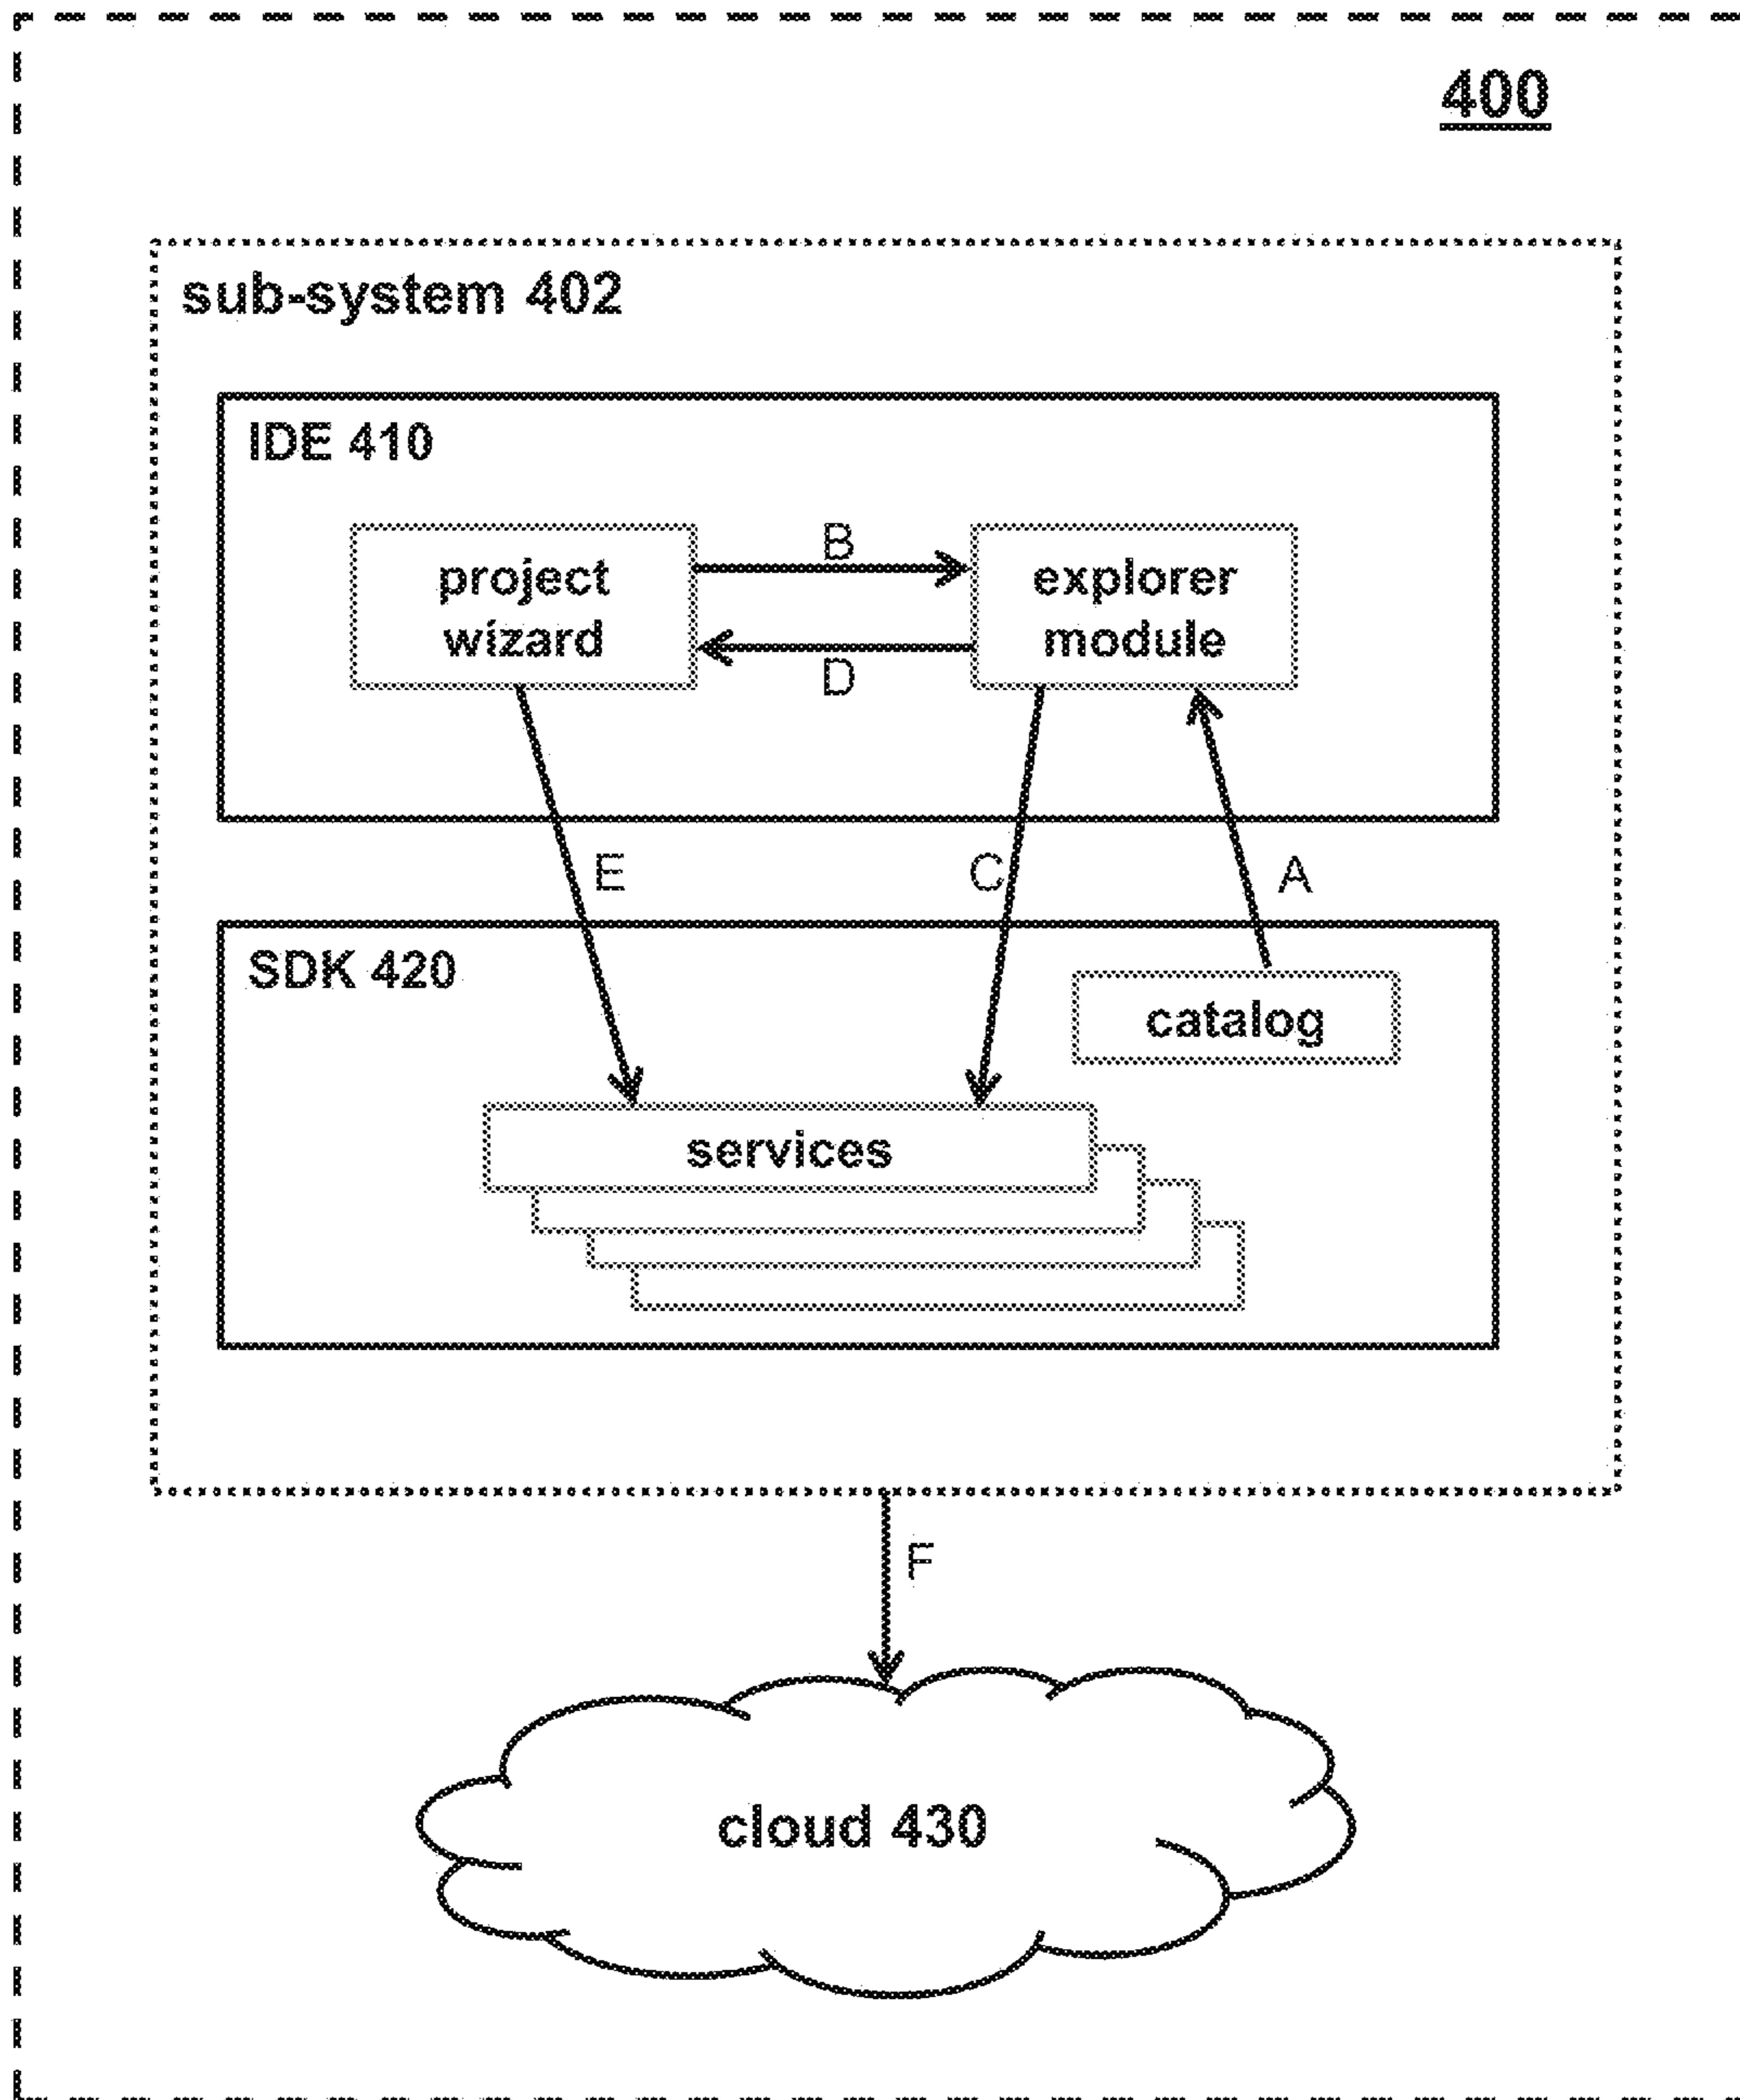 400
sub-system 402
IDE 410
project
wizard
B
D
explorer
module
E
C
A
SDK 420
catalog
services
F
cloud 430